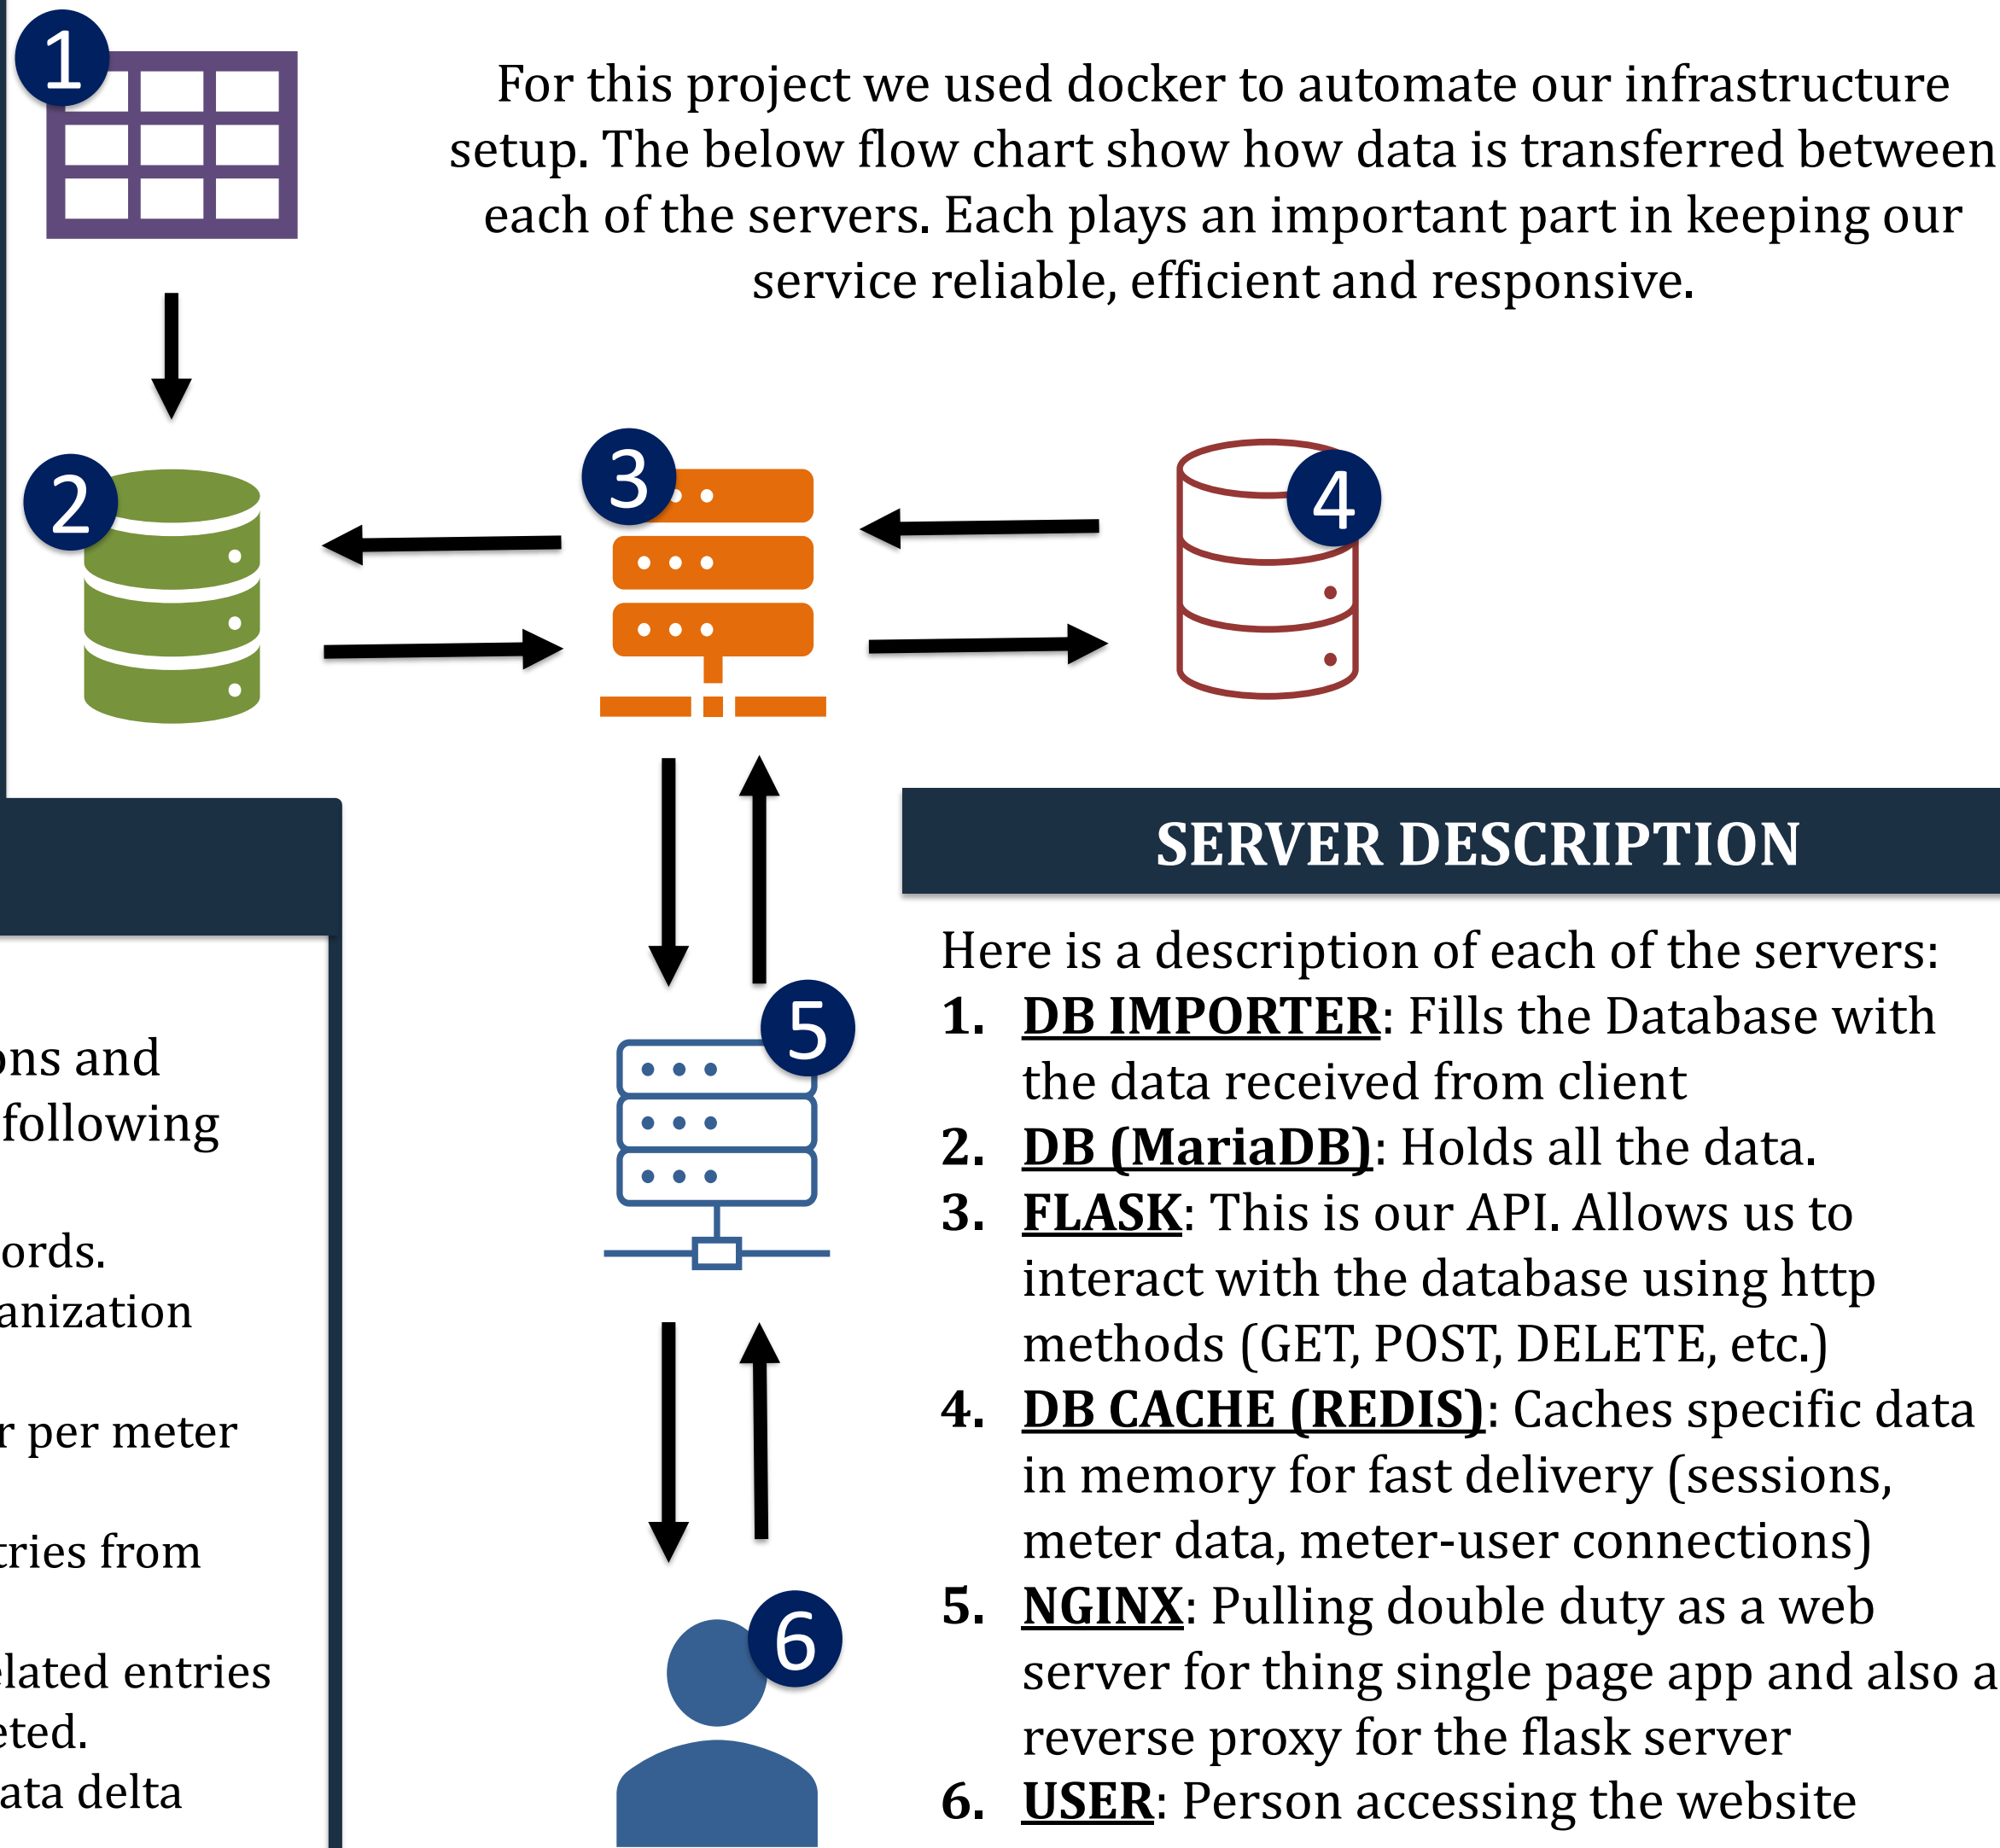 1
For this project we used docker to automate our infrastructure
setup. The below flow chart show how data is transferred between
each of the servers. Each plays an important part in keeping our
service reliable, efficient and responsive.
2
3
4
5
6
SERVER DESCRIPTION
Here is a description of each of the servers:
1. DB IMPORTER: Fills the Database with
the data received from client
2. DB (MariaDB): Holds all the data.
3. FLASK: This is our API. Allows us to
interact with the database using http
methods (GET, POST, DELETE, etc.)
4. DB CACHE (REDIS): Caches specific data
in memory for fast delivery (sessions,
meter data, meter-user connections)
5. NGINX: Pulling double duty as a web
server for thing single page app and also a
reverse proxy for the flask server
6. USER: Person accessing the website
and
following
per meter
from
entries
delta